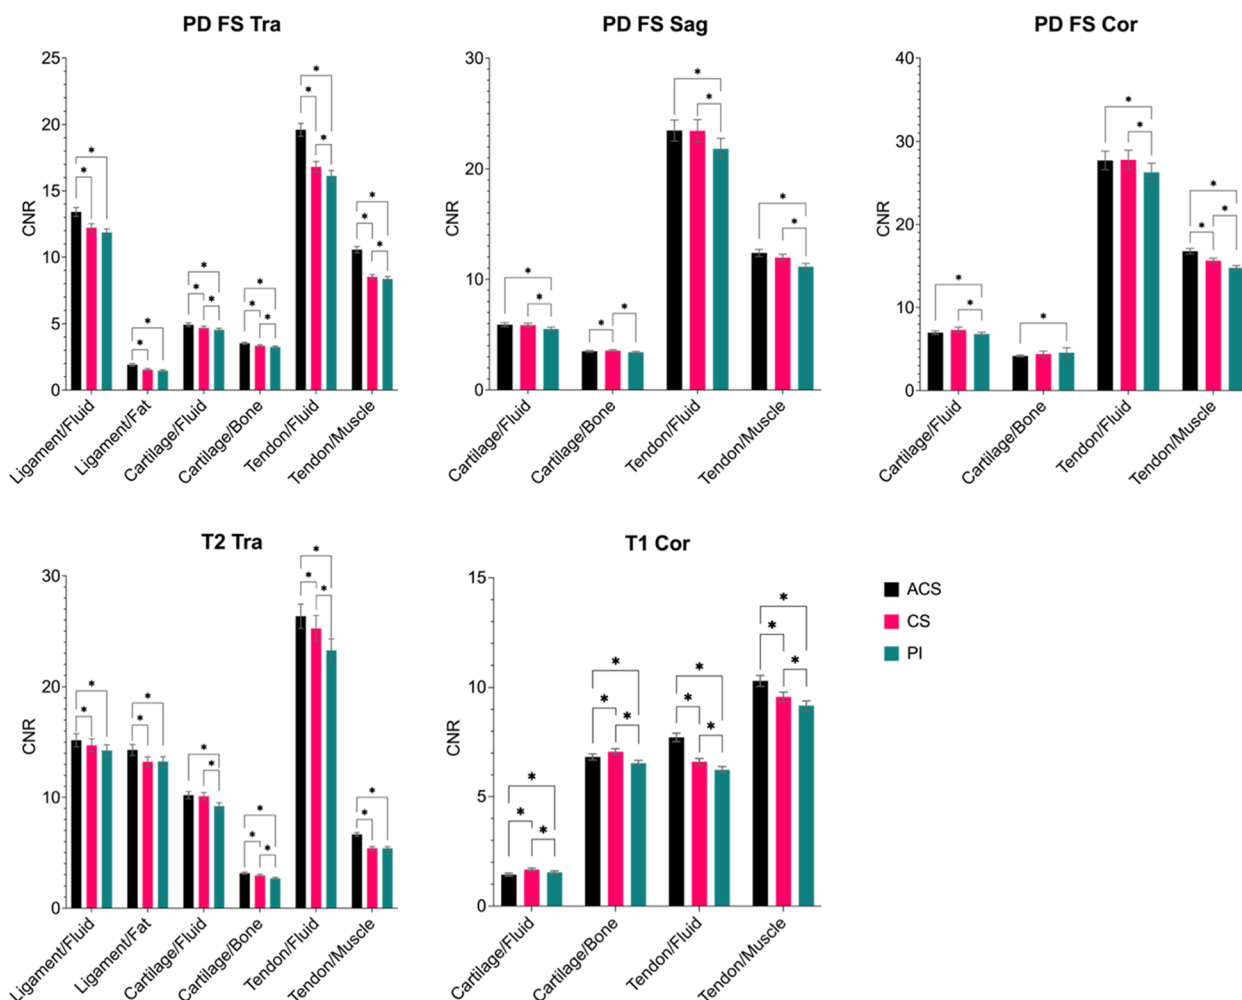 PD FS Tra
CNR
25
20
15
10
5
0
* * * * * * * * * * * * * * * *
Ligament/Fluid
Ligament/Fat
Cartilage/Fluid
Cartilage/Bone
Tendon/Fluid
Tendon/Muscle
PD FS Sag
CNR
30
20
10
0
* * * * * * * *
Cartilage/Fluid
Cartilage/Bone
Tendon/Fluid
Tendon/Muscle
PD FS Cor
CNR
40
30
20
10
0
* * * * * * * *
Cartilage/Fluid
Cartilage/Bone
Tendon/Fluid
Tendon/Muscle
T2 Tra
CNR
30
20
10
0
* * * * * * * * * * * * * *
Ligament/Fluid
Ligament/Fat
Cartilage/Fluid
Cartilage/Bone
Tendon/Fluid
Tendon/Muscle
T1 Cor
CNR
15
10
5
0
* * * * * * * * * * * *
Cartilage/Fluid
Cartilage/Bone
Tendon/Fluid
Tendon/Muscle
ACS
CS
PI